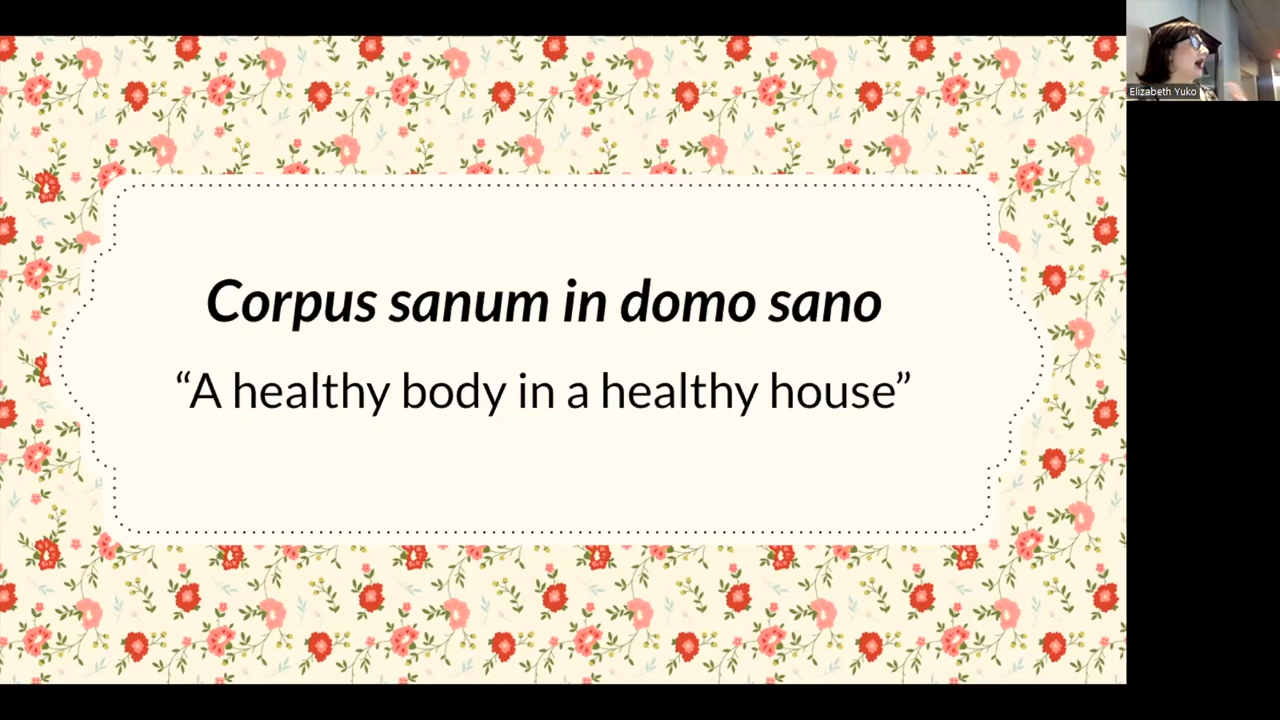 Corpus sanum in domo sano
“A healthy body in a healthy house”
Elizabeth Yuko